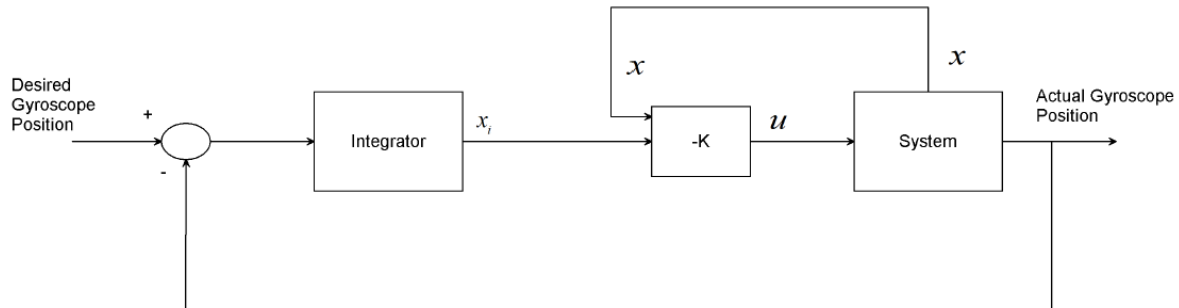 Desired
Gyroscope
Position
+
-
Integrator
x_i
x
-K
u
x
System
Actual Gyroscope
Position